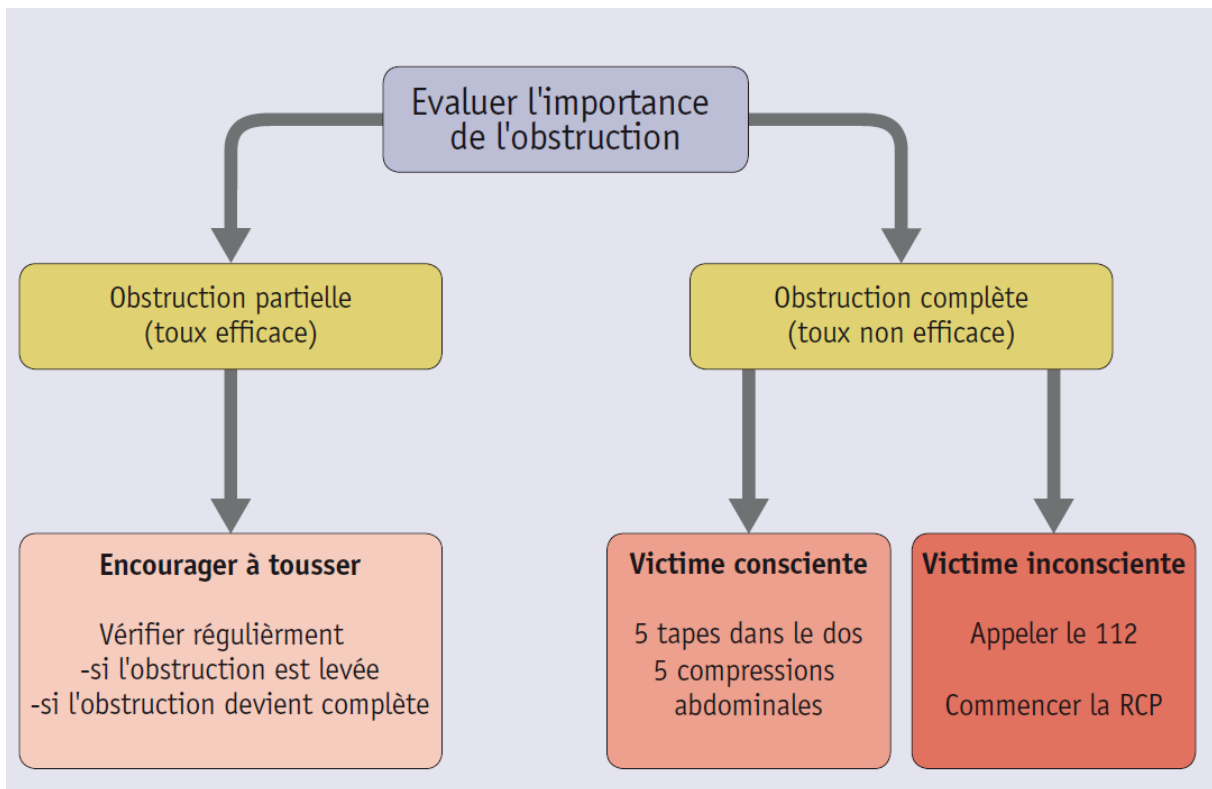 Evaluer l'importance
de l'obstruction
Obstruction partielle
(toux efficace)
Obstruction complète
(toux non efficace)
Encourager à tousser
Vérifier régulièrment
-si l'obstruction est levée
-si l'obstruction devient complète
Victime consciente
5 tapes dans le dos
5 compressions
abdominales
Victime inconsciente
Appeler le 112
Commencer la RCP